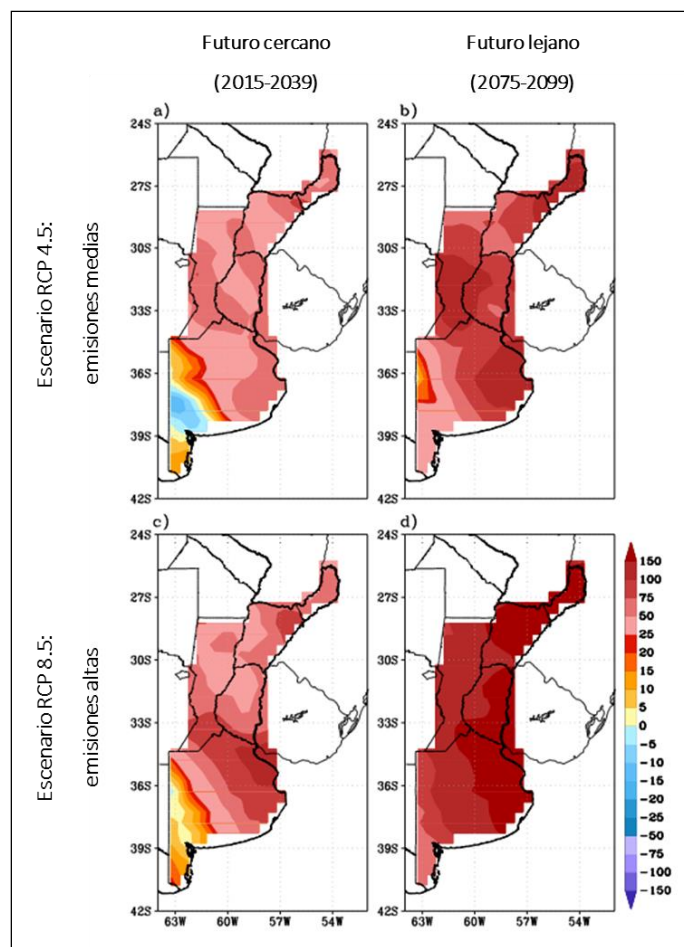 Futuro cercano
(2015-2039)
Futuro lejano
(2075-2099)
Escenario RCP 4.5:
emisiones medias
a)
24S
27S
30S
33S
36S
39S
42S
b)
24S
27S
30S
33S
36S
39S
42S
Escenario RCP 8.5:
emisiones altas
c)
24S
27S
30S
33S
36S
39S
42S
63W 60W 57W 54W
d)
24S
27S
30S
33S
36S
39S
42S
63W 60W 57W 54W
150
100
75
50
25
20
15
10
5
0
-5
-10
-15
-20
-25
-50
-75
-100
-150